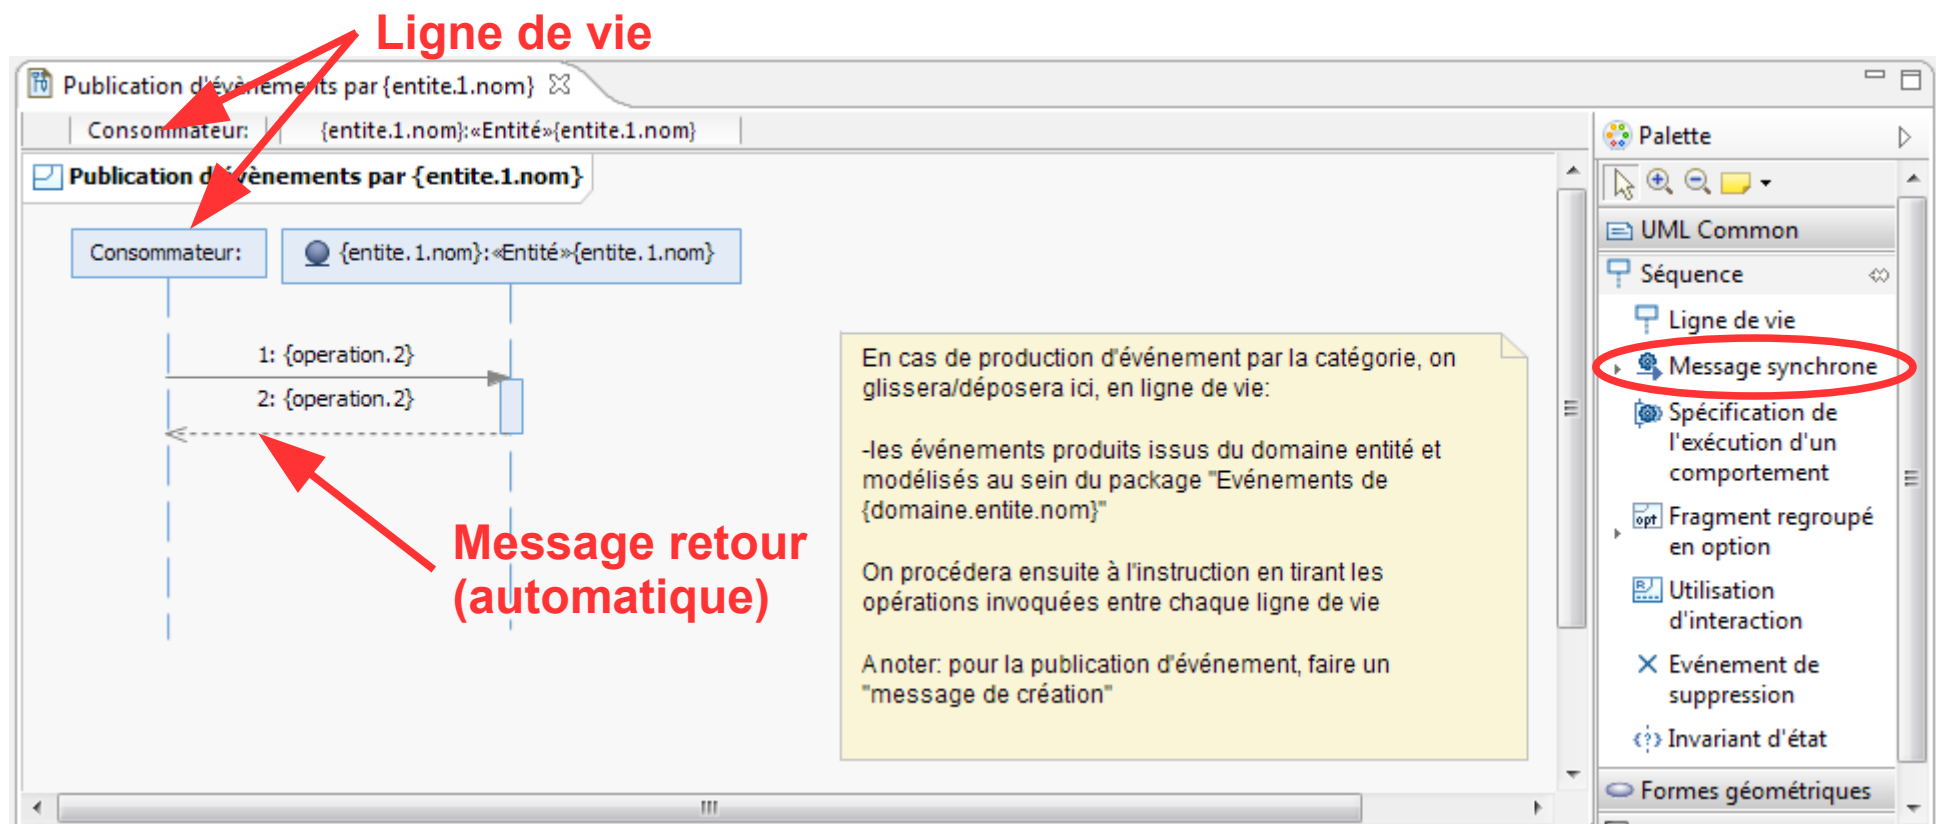 Ligne de vie
Publication d'évènements par {entite.1.nom}
Consommateur:
{entite.1.nom}:«Entité»{entite.1.nom}
Publication d'évènements par {entite.1.nom}
Consommateur:
{entite.1.nom}:«Entité»{entite.1.nom}
1: {operation.2}
2: {operation.2}
Message retour
(automatique)
En cas de production d'événement par la catégorie, on
glissera/déposera ici, en ligne de vie:
-les événements produits issus du domaine entité et
modélisés au sein du package "Evénements de
{domaine.entite.nom}"
On procédera ensuite à l'instruction en tirant les
opérations invoquées entre chaque ligne de vie
A noter: pour la publication d'événement, faire un
"message de création"
Palette
UML Common
Séquence
Ligne de vie
Message synchrone
Spécification de
l'exécution d'un
comportement
opt
Fragment regroupé
en option
Utilisation
d'interaction
Evénement de
suppression
Invariant d'état
Formes géométriques